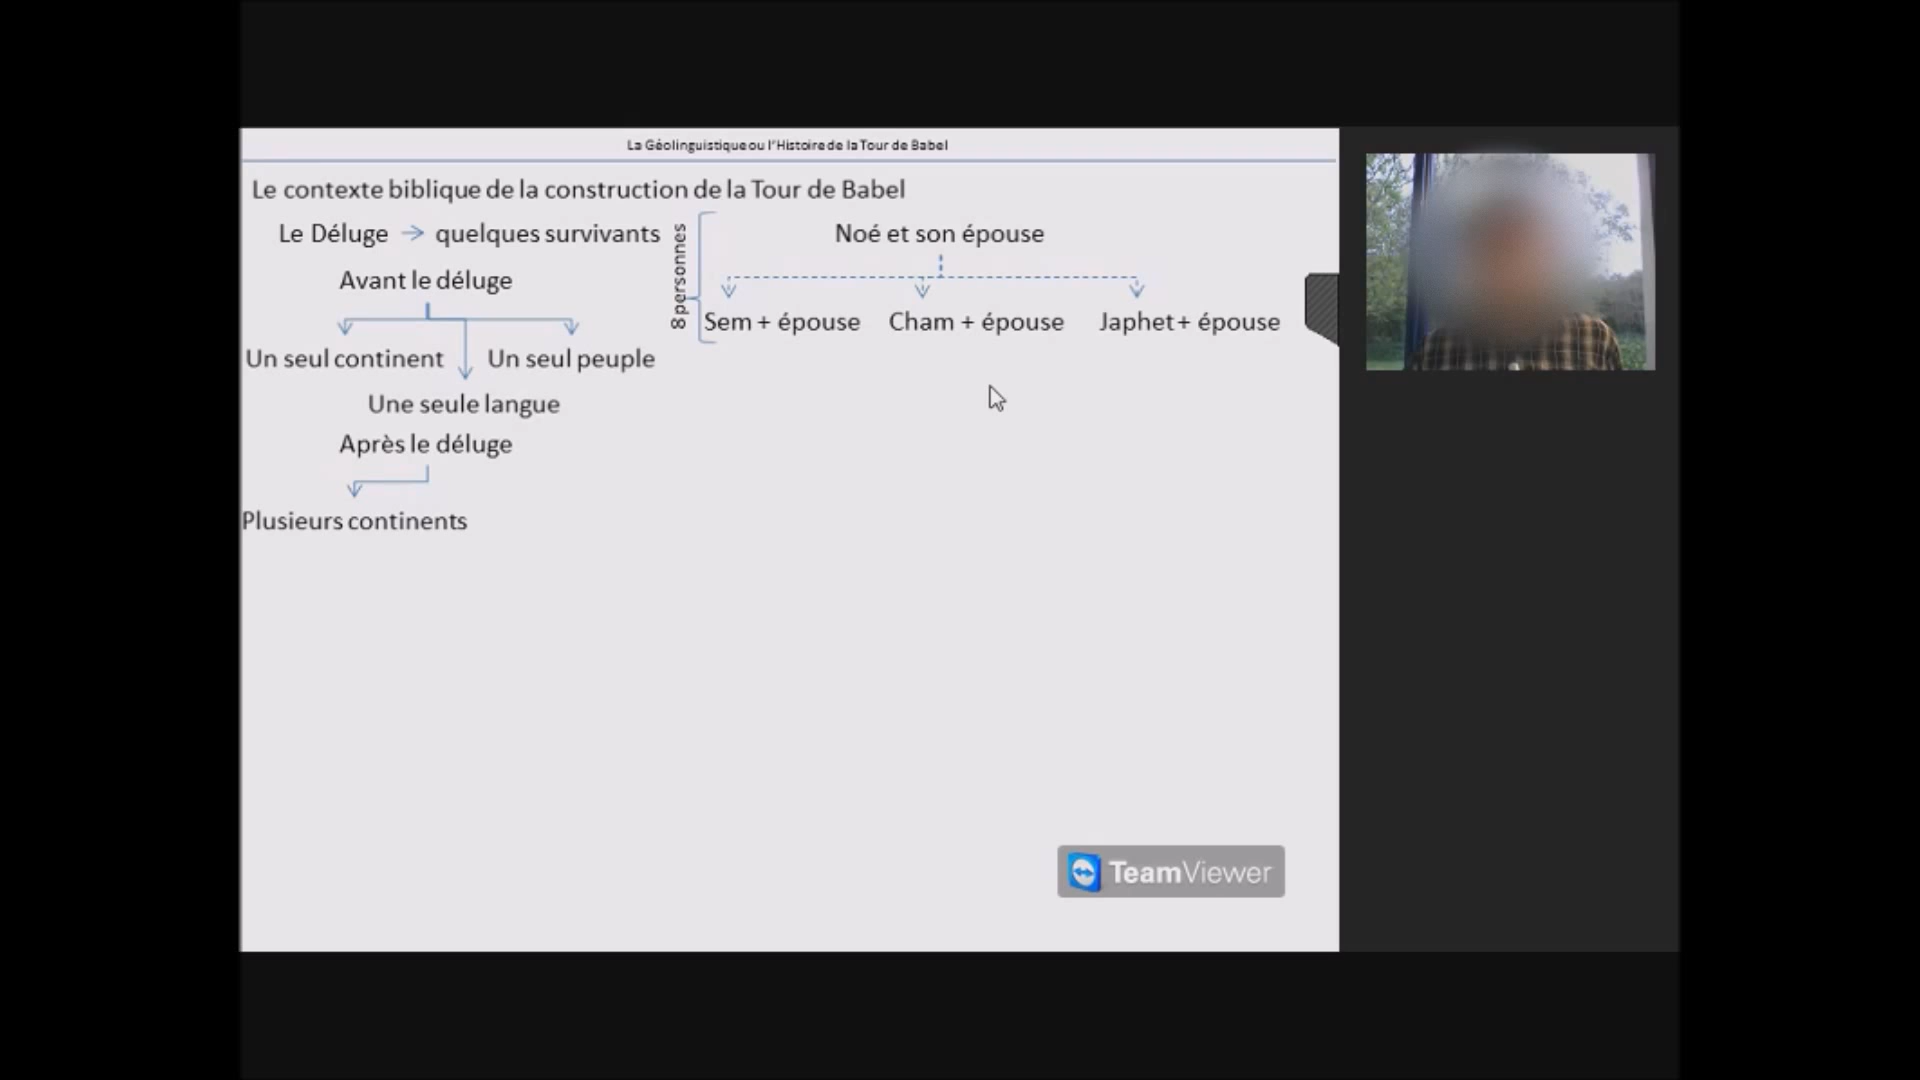 La Géolinguistique ou l'Histoire de la Tour de Babel
Le contexte biblique de la construction de la Tour de Babel
Le Déluge → quelques survivants
8 personnes
Noé et son épouse
Avant le déluge
Sem + épouse
Cham + épouse
Japhet + épouse
Un seul continent
Un seul peuple
Une seule langue
Après le déluge
Plusieurs continents
TeamViewer